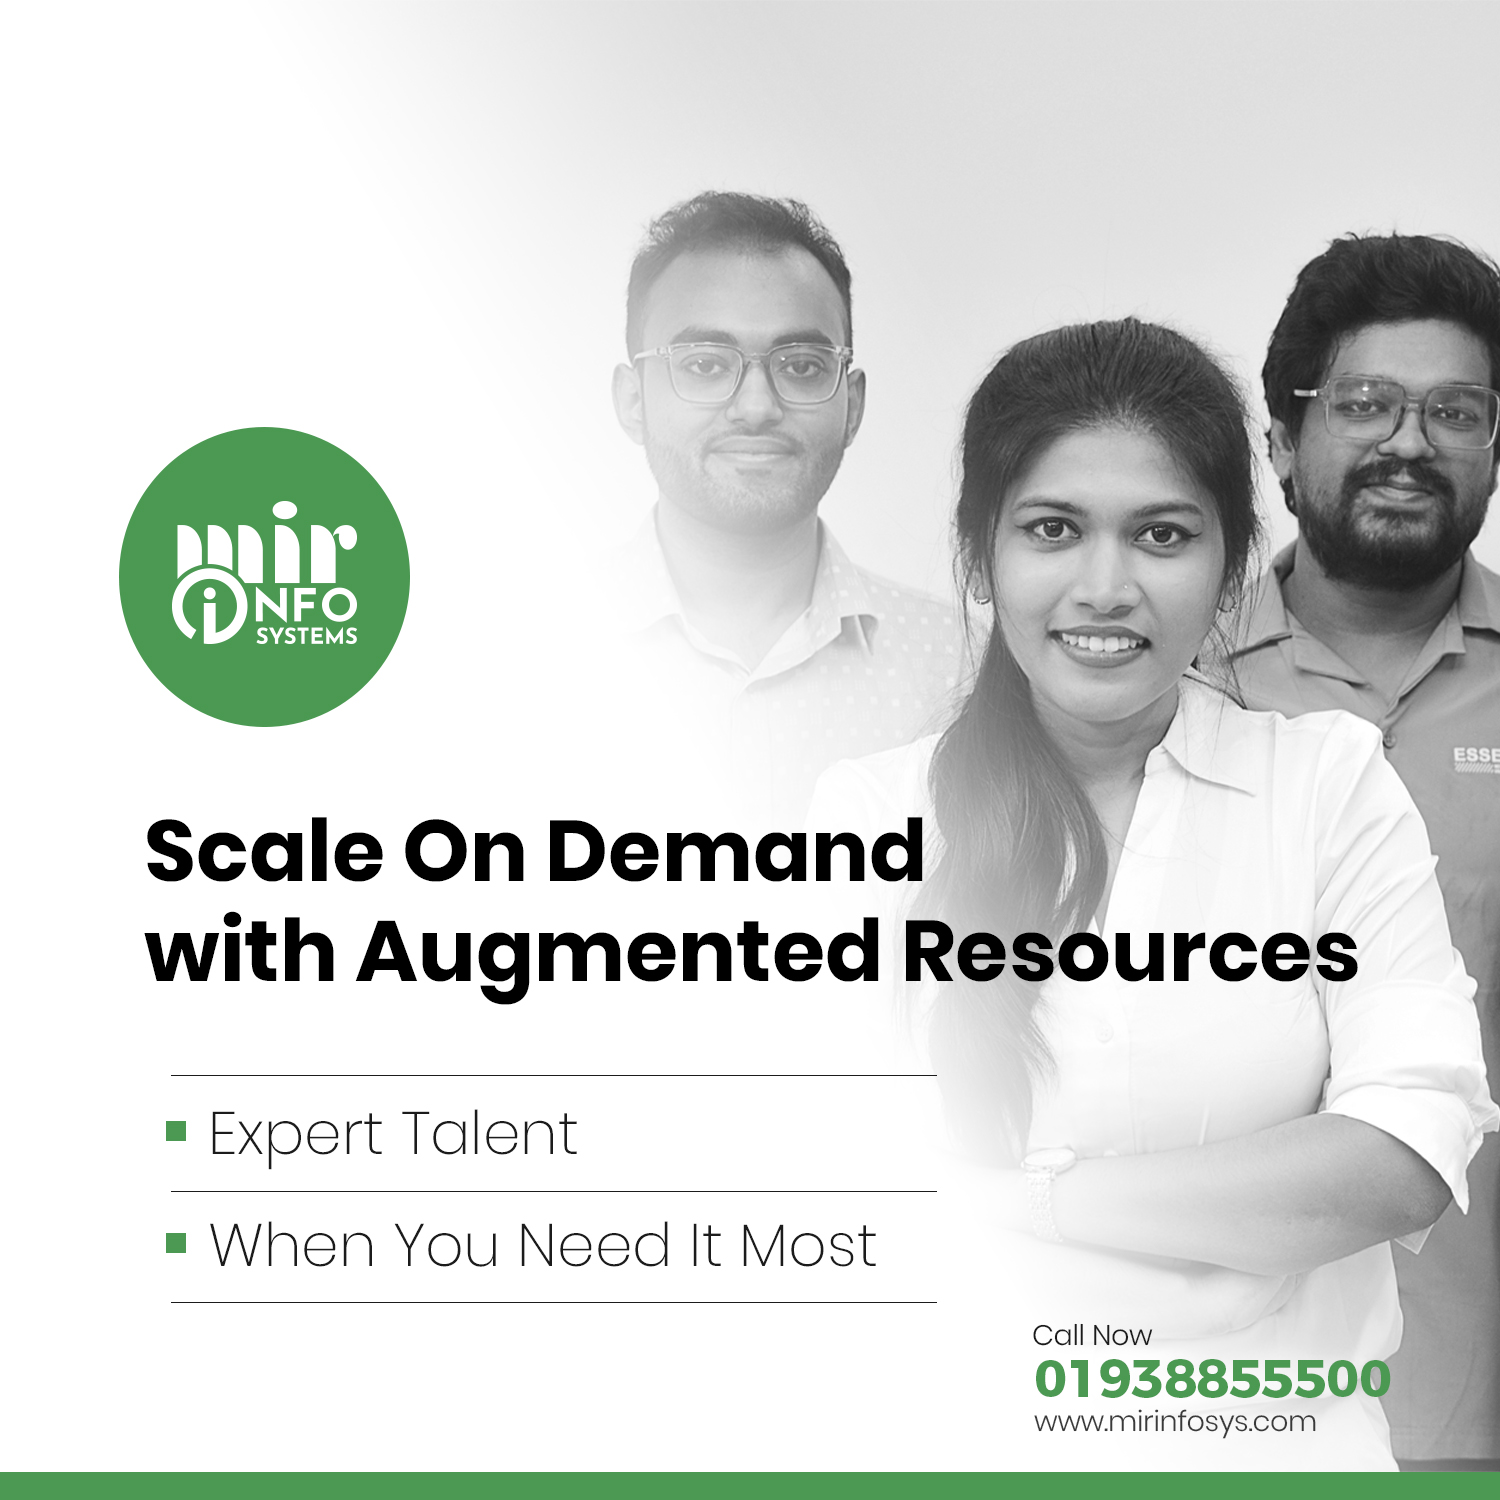 mir
iNFO
SYSTEMS
Scale On Demand
with Augmented Resources
Expert Talent
When You Need It Most
Call Now
01938855500
www.mirinfosys.com